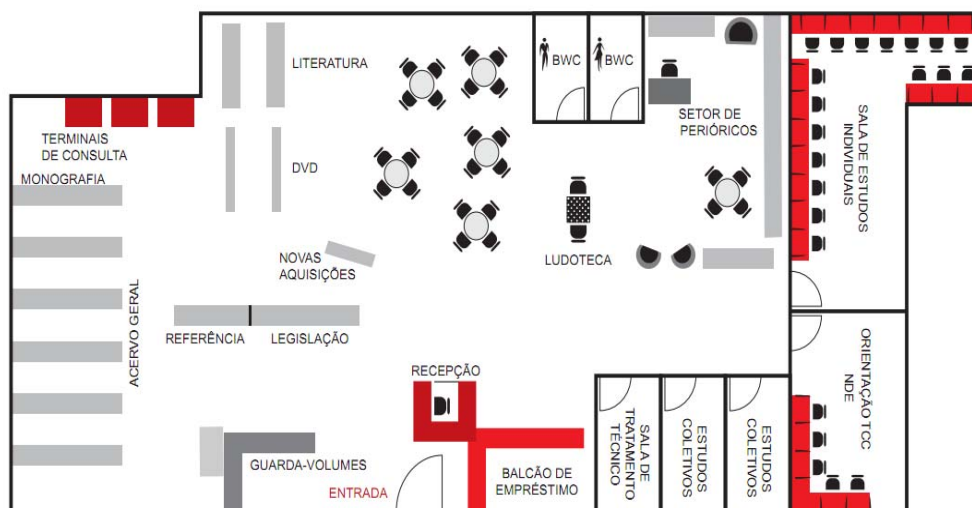 LITERATURA
BWC
BWC
SETOR DE
PERIÓRICOS
SALA DE ESTUDOS
INDIVIDUAIS
TERMINAIS
DE CONSULTA
MONOGRAFIA
DVD
NOVAS
AQUISIÇÕES
LUDOTECA
ACERVO GERAL
REFERÊNCIA
LEGISLAÇÃO
RECEPÇÃO
ORIENTAÇÃO TCC
NDE
GUARDA-VOLUMES
ENTRADA
BALCÃO DE
EMPRÉSTIMO
SALA DE
TRATAMENTO
TÉCNICO
ESTUDOS
COLETIVOS
ESTUDOS
COLETIVOS